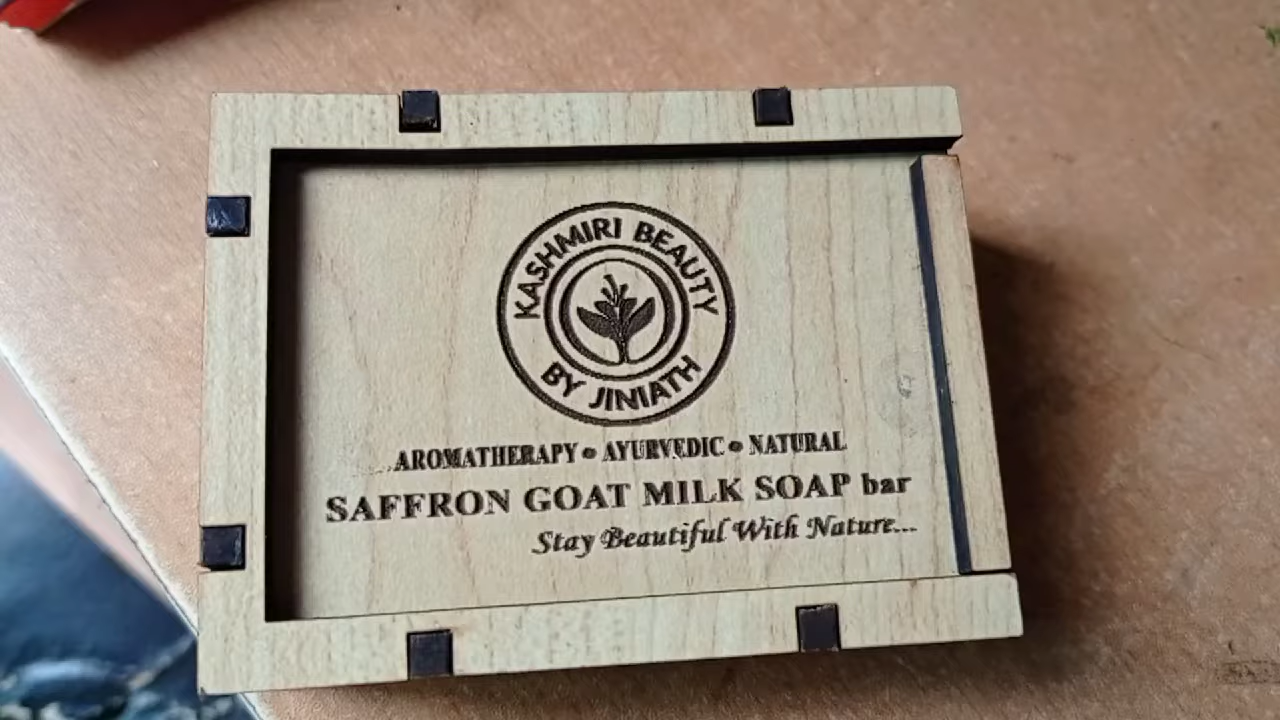 KASHMIRI BEAUTY
BY JINIATH
AROMATHERAPY • AYURVEDIC • NATURAL
SAFFRON GOAT MILK SOAP bar
Stay Beautiful With Nature...